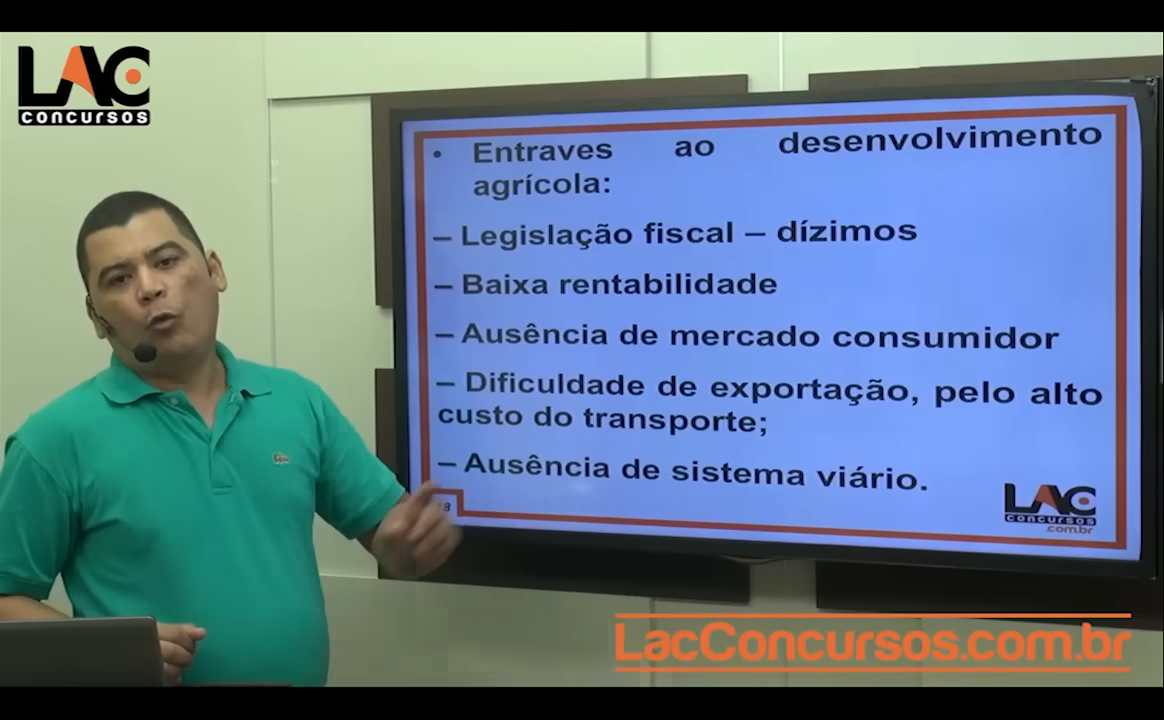 LAC
concursos
• Entraves ao desenvolvimento
agrícola:
– Legislação fiscal – dízimos
– Baixa rentabilidade
– Ausência de mercado consumidor
– Dificuldade de exportação, pelo alto
custo do transporte;
– Ausência de sistema viário.
LAC
concursos
.com.br
LacConcursos.com.br